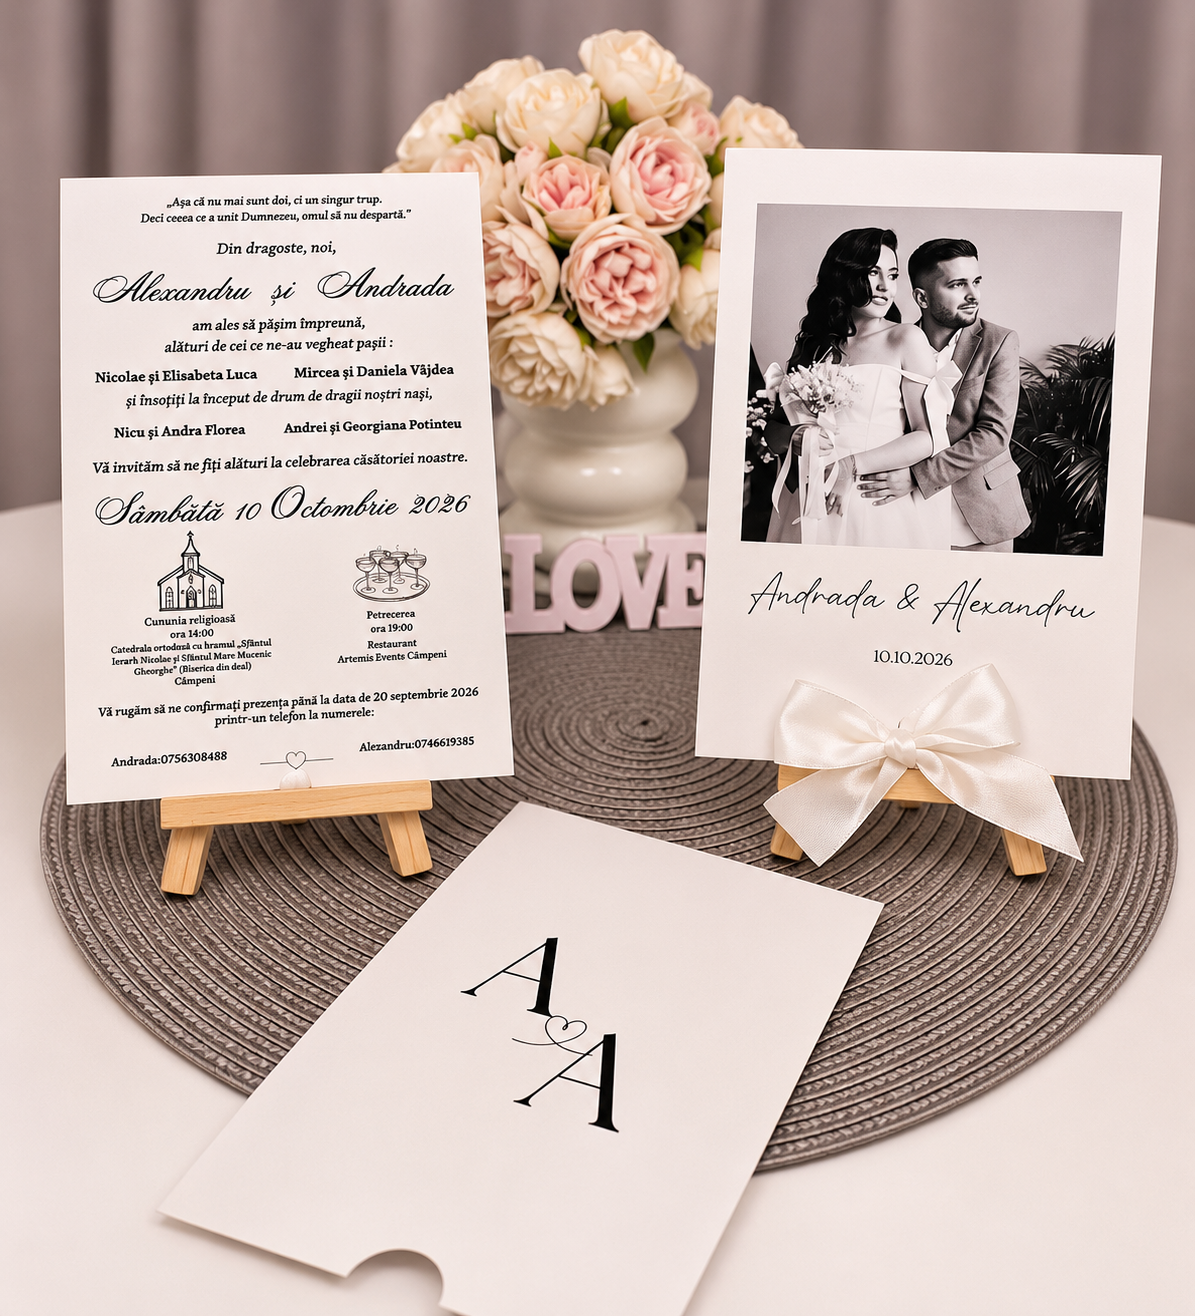 „Așa că nu mai sunt doi, ci un singur trup.
Deci ceeea ce a unit Dumnezeu, omul să nu despartă.”
Din dragoste, noi,
Alexandru și Andrada
am ales să pășim împreună,
alături de cei ce ne-au vegheat pașii :
Nicolae și Elisabeta Luca Mircea și Daniela Vâjdea
și însoțiți la început de drum de dragii noștri nași,
Nicu și Andra Florea Andrei și Georgiana Potinteu
Vă invităm să ne fiți alături la celebrarea căsătoriei noastre.
Sâmbătă 10 Octombrie 2026
Cununia religioasă
ora 14:00
Catedrala ortodoxă cu hramul „Sfântul
Ierarh Nicolae și Sfântul Mare Mucenic
Gheorghe” (Biserica din deal)
Câmpeni
Petrecerea
ora 19:00
Restaurant
Artemis Events Câmpeni
Vă rugăm să ne confirmați prezența până la data de 20 septembrie 2026
printr-un telefon la numerele:
Andrada:0756308488
Alezandru:0746619385
LOVE
Andrada & Alexandru
10.10.2026
A
A